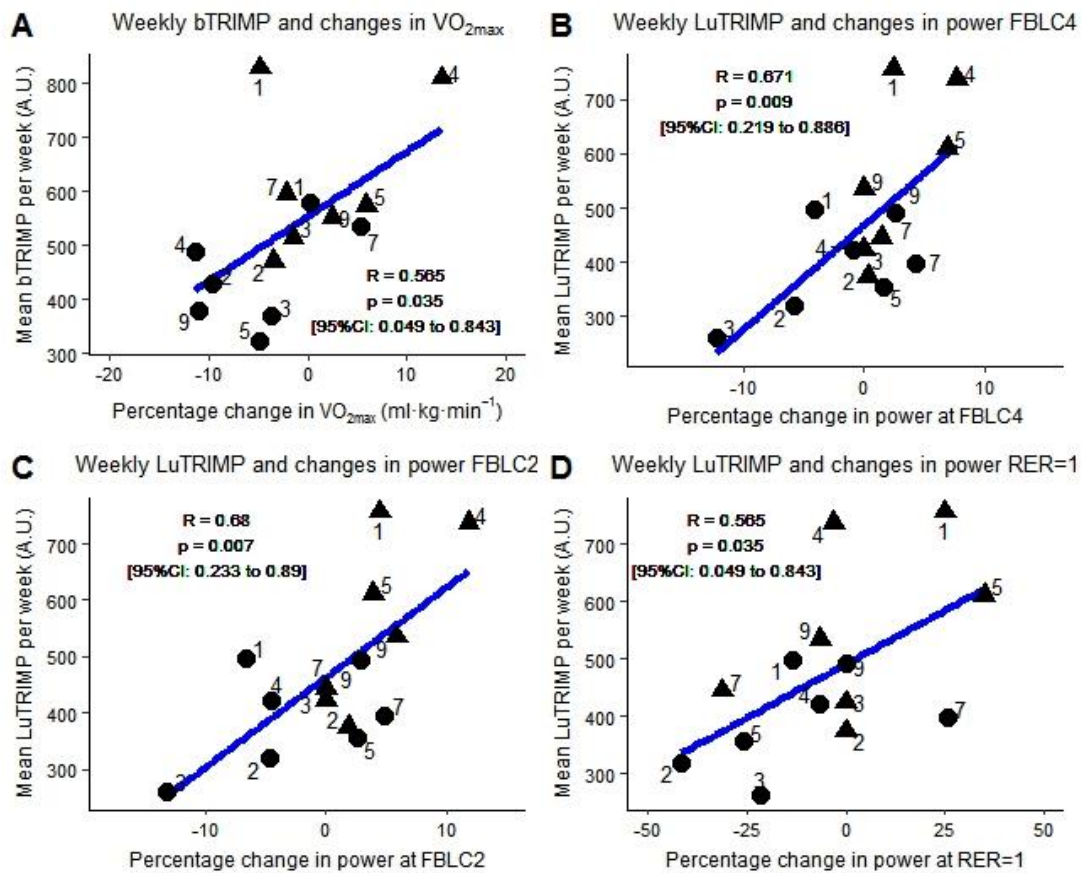 A Weekly bTRIMP and changes in VO2max
Mean bTRIMP per week (A.U.)
800
700
600
500
400
300
1
4
7
1
5
9
7
3
4
2
2
9
3
5
R = 0.565
p = 0.035
[95%CI: 0.049 to 0.843]
-20 -10 0 10 20
Percentage change in VO2max (ml·kg·min−1)
B Weekly LuTRIMP and changes in power FBLC4
Mean LuTRIMP per week (A.U.)
700
600
500
400
300
R = 0.671
p = 0.009
[95%CI: 0.219 to 0.886]
1
4
5
9
1
9
7
4
3
7
2
5
2
3
-10 0 10
Percentage change in power at FBLC4
C Weekly LuTRIMP and changes in power FBLC2
Mean LuTRIMP per week (A.U.)
700
600
500
400
300
R = 0.68
p = 0.007
[95%CI: 0.233 to 0.89]
1
4
5
1
9
7
9
4
3
7
2
5
2
3
-10 0 10
Percentage change in power at FBLC2
D Weekly LuTRIMP and changes in power RER=1
Mean LuTRIMP per week (A.U.)
700
600
500
400
300
R = 0.565
p = 0.035
[95%CI: 0.049 to 0.843]
4
1
5
9
1
9
7
4
3
7
5
2
2
3
-50 -25 0 25 50
Percentage change in power at RER=1